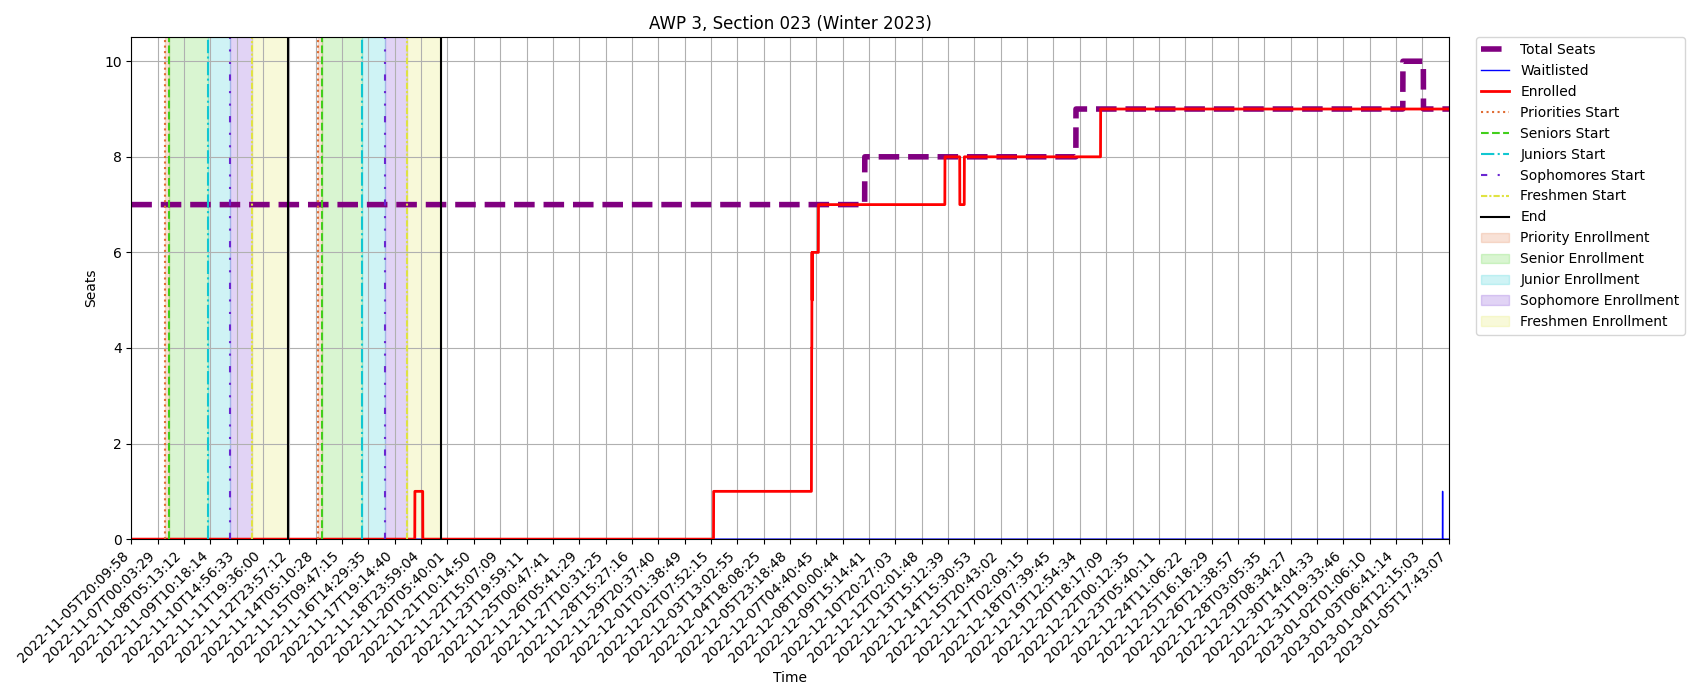 AWP 3, Section 023 (Winter 2023)
10
8
6
4
2
0
Seats
2022-11-05T20:09:58
2022-11-07T00:03:29
2022-11-08T05:13:12
2022-11-09T10:18:14
2022-11-10T14:56:33
2022-11-11T19:36:00
2022-11-12T23:57:12
2022-11-14T05:10:28
2022-11-15T09:47:15
2022-11-16T14:29:35
2022-11-17T19:14:40
2022-11-18T23:59:04
2022-11-20T05:40:01
2022-11-21T10:14:50
2022-11-22T15:07:09
2022-11-23T19:59:11
2022-11-25T00:47:41
2022-11-26T05:41:29
2022-11-27T10:31:25
2022-11-28T15:27:16
2022-11-29T20:37:40
2022-12-01T01:38:49
2022-12-02T07:52:15
2022-12-03T13:02:55
2022-12-04T18:08:25
2022-12-05T23:18:48
2022-12-07T04:40:45
2022-12-08T10:00:44
2022-12-09T15:14:41
2022-12-10T20:27:03
2022-12-12T02:01:48
2022-12-13T15:12:39
2022-12-14T15:30:53
2022-12-15T20:43:02
2022-12-17T02:09:15
2022-12-18T07:39:45
2022-12-19T12:54:34
2022-12-20T18:17:09
2022-12-22T00:12:35
2022-12-23T05:40:11
2022-12-24T11:06:22
2022-12-25T16:18:29
2022-12-26T21:38:57
2022-12-28T03:05:35
2022-12-29T08:34:27
2022-12-30T14:04:33
2022-12-31T19:33:46
2023-01-02T01:06:10
2023-01-03T06:41:14
2023-01-04T12:15:03
2023-01-05T17:43:07
Time
Total Seats
Waitlisted
Enrolled
Priorities Start
Seniors Start
Juniors Start
Sophomores Start
Freshmen Start
End
Priority Enrollment
Senior Enrollment
Junior Enrollment
Sophomore Enrollment
Freshmen Enrollment